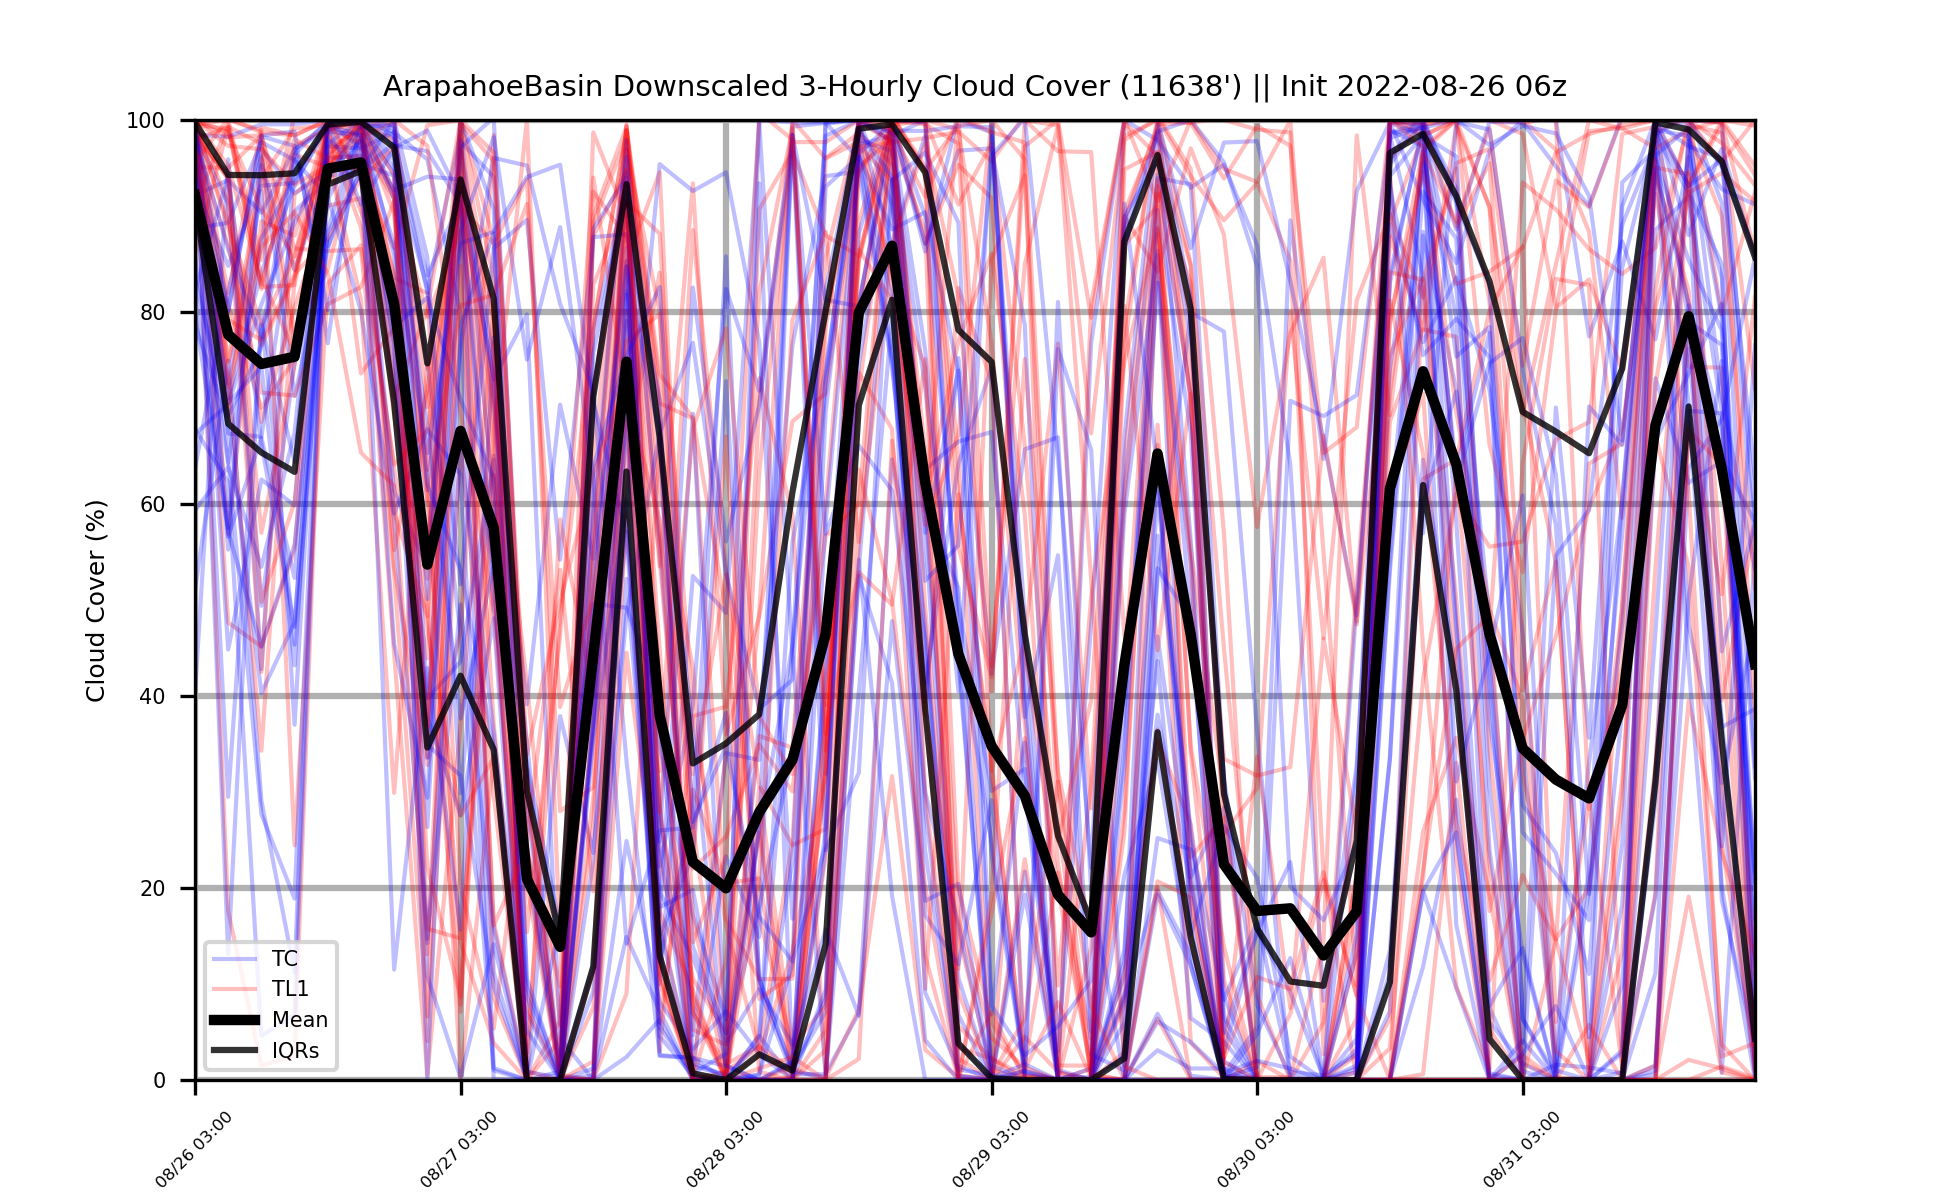 ArapahoeBasin Downscaled 3-Hourly Cloud Cover (11638') || Init 2022-08-26 06z
Cloud Cover (%)
100
80
60
40
20
0
TC
TL1
Mean
IQRs
08/26 03:00
08/27 03:00
08/28 03:00
08/29 03:00
08/30 03:00
08/31 03:00